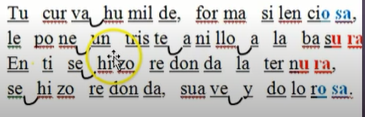 Tu cur va hu mil de, for ma si len cio sa,
le po ne un tris te a ni llo a la ba su ra
En ti se hi zo re don da la ter nu ra,
se hi zo re don da, sua ve y do lo ro sa.